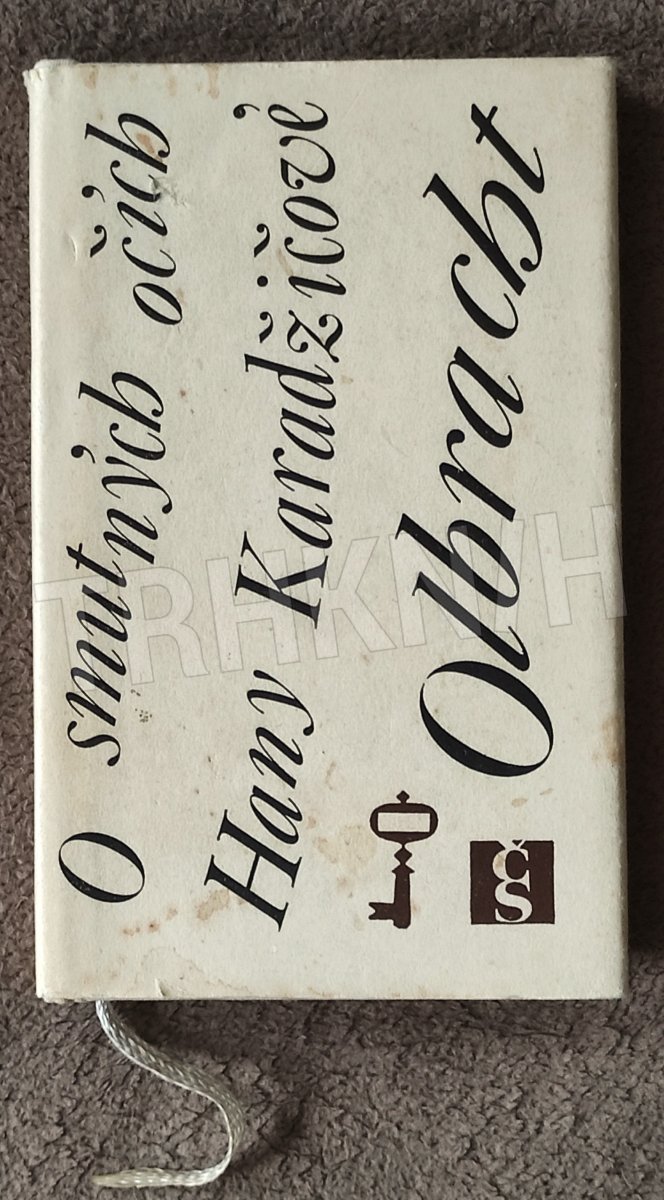 O smutných očích
Hany Karadžičové
Olbracht
ČS
TRHKNIH